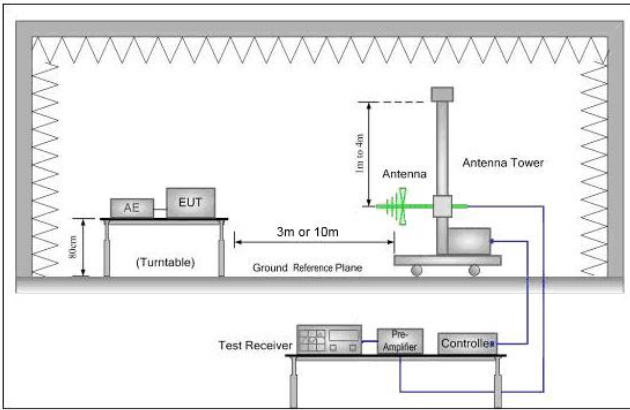 1m to 4m
Antenna
Antenna Tower
AE
EUT
80cm
(Turntable)
3m or 10m
Ground Reference Plane
Test Receiver
Pre-
Amplifier
Controller